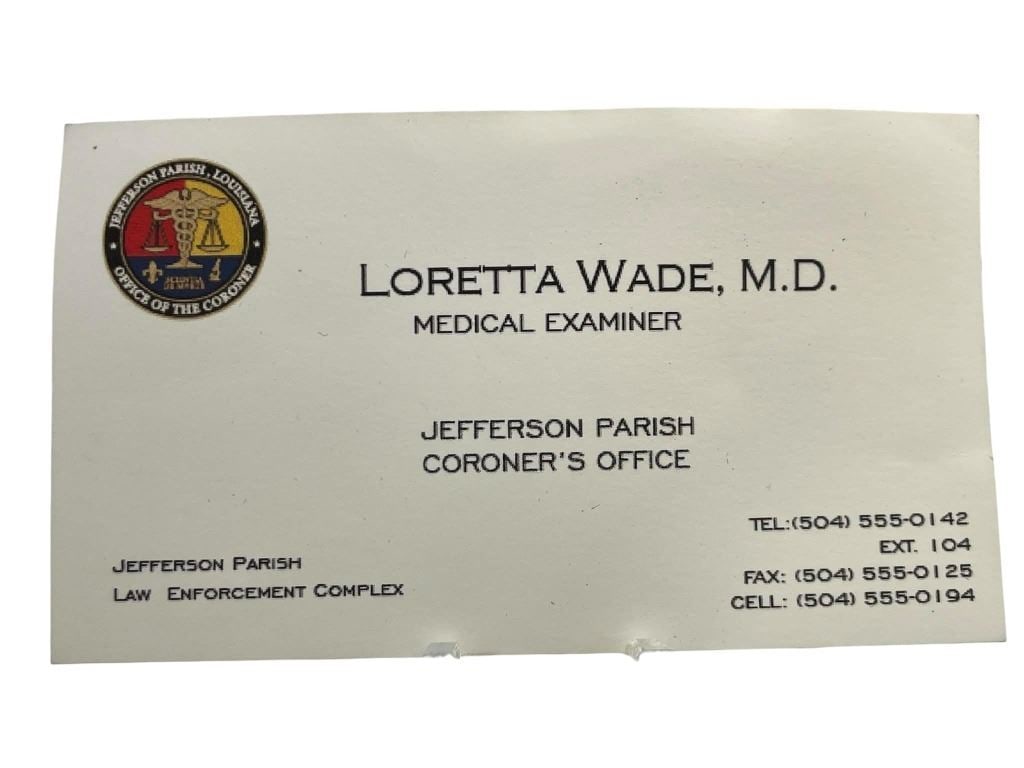 JEFFERSON PARISH, LOUISIANA
OFFICE OF THE CORONER
LORETTA WADE, M.D.
MEDICAL EXAMINER
JEFFERSON PARISH
CORONER'S OFFICE
TEL:(504) 555-0142
EXT. 104
FAX: (504) 555-0125
CELL: (504) 555-0194
JEFFERSON PARISH
LAW ENFORCEMENT COMPLEX